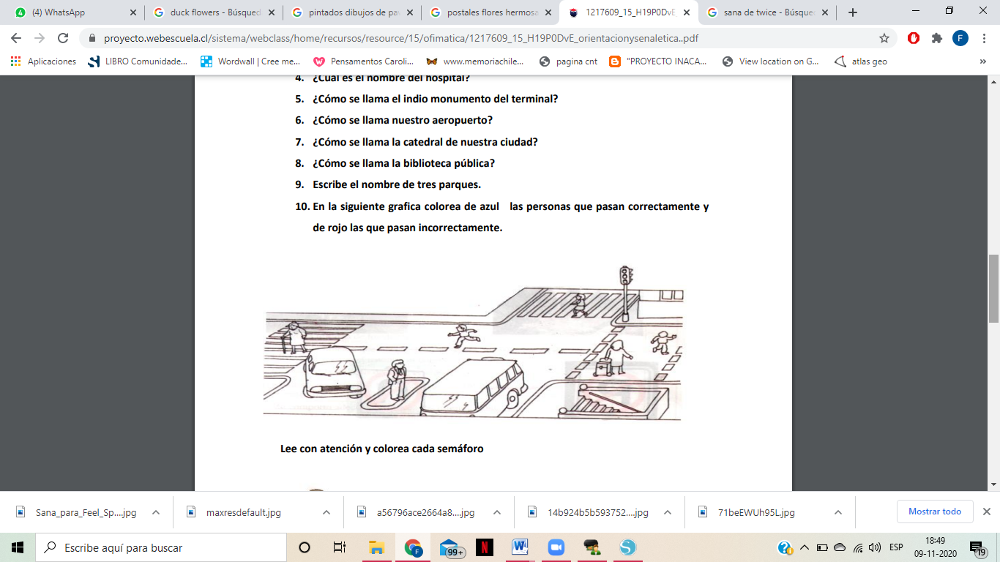 (4) WhatsApp
duck flowers - Búsqued
pintados dibujos de pa
postales flores hermosa
1217609_15_H19P0DvE
sana de twice - Búsque
proyecto.webescuela.cl/sistema/webclass/home/recursos/resource/15/ofimatica/1217609_15_H19P0DvE_orientacionysenaletica..pdf
F
Aplicaciones
LIBRO Comunidade...
Wordwall | Cree me...
Pensamentos Caroli...
www.memoriachile...
pagina cnt
"PROYECTO INACA...
View location on G...
atlas geo
»
4. ¿Cuál es el nombre del hospital?
5. ¿Cómo se llama el indio monumento del terminal?
6. ¿Cómo se llama nuestro aeropuerto?
7. ¿Cómo se llama la catedral de nuestra ciudad?
8. ¿Cómo se llama la biblioteca pública?
9. Escribe el nombre de tres parques.
10. En la siguiente grafica colorea de azul las personas que pasan correctamente y
de rojo las que pasan incorrectamente.
Lee con atención y colorea cada semáforo
Sana_para_Feel_Sp....jpg
maxresdefault.jpg
a56796ace2664a8....jpg
14b924b5b593752....jpg
71beEWUh95L.jpg
Mostrar todo
Escribe aquí para buscar
F
99+
N
W
S
ESP
18:49
09-11-2020
19